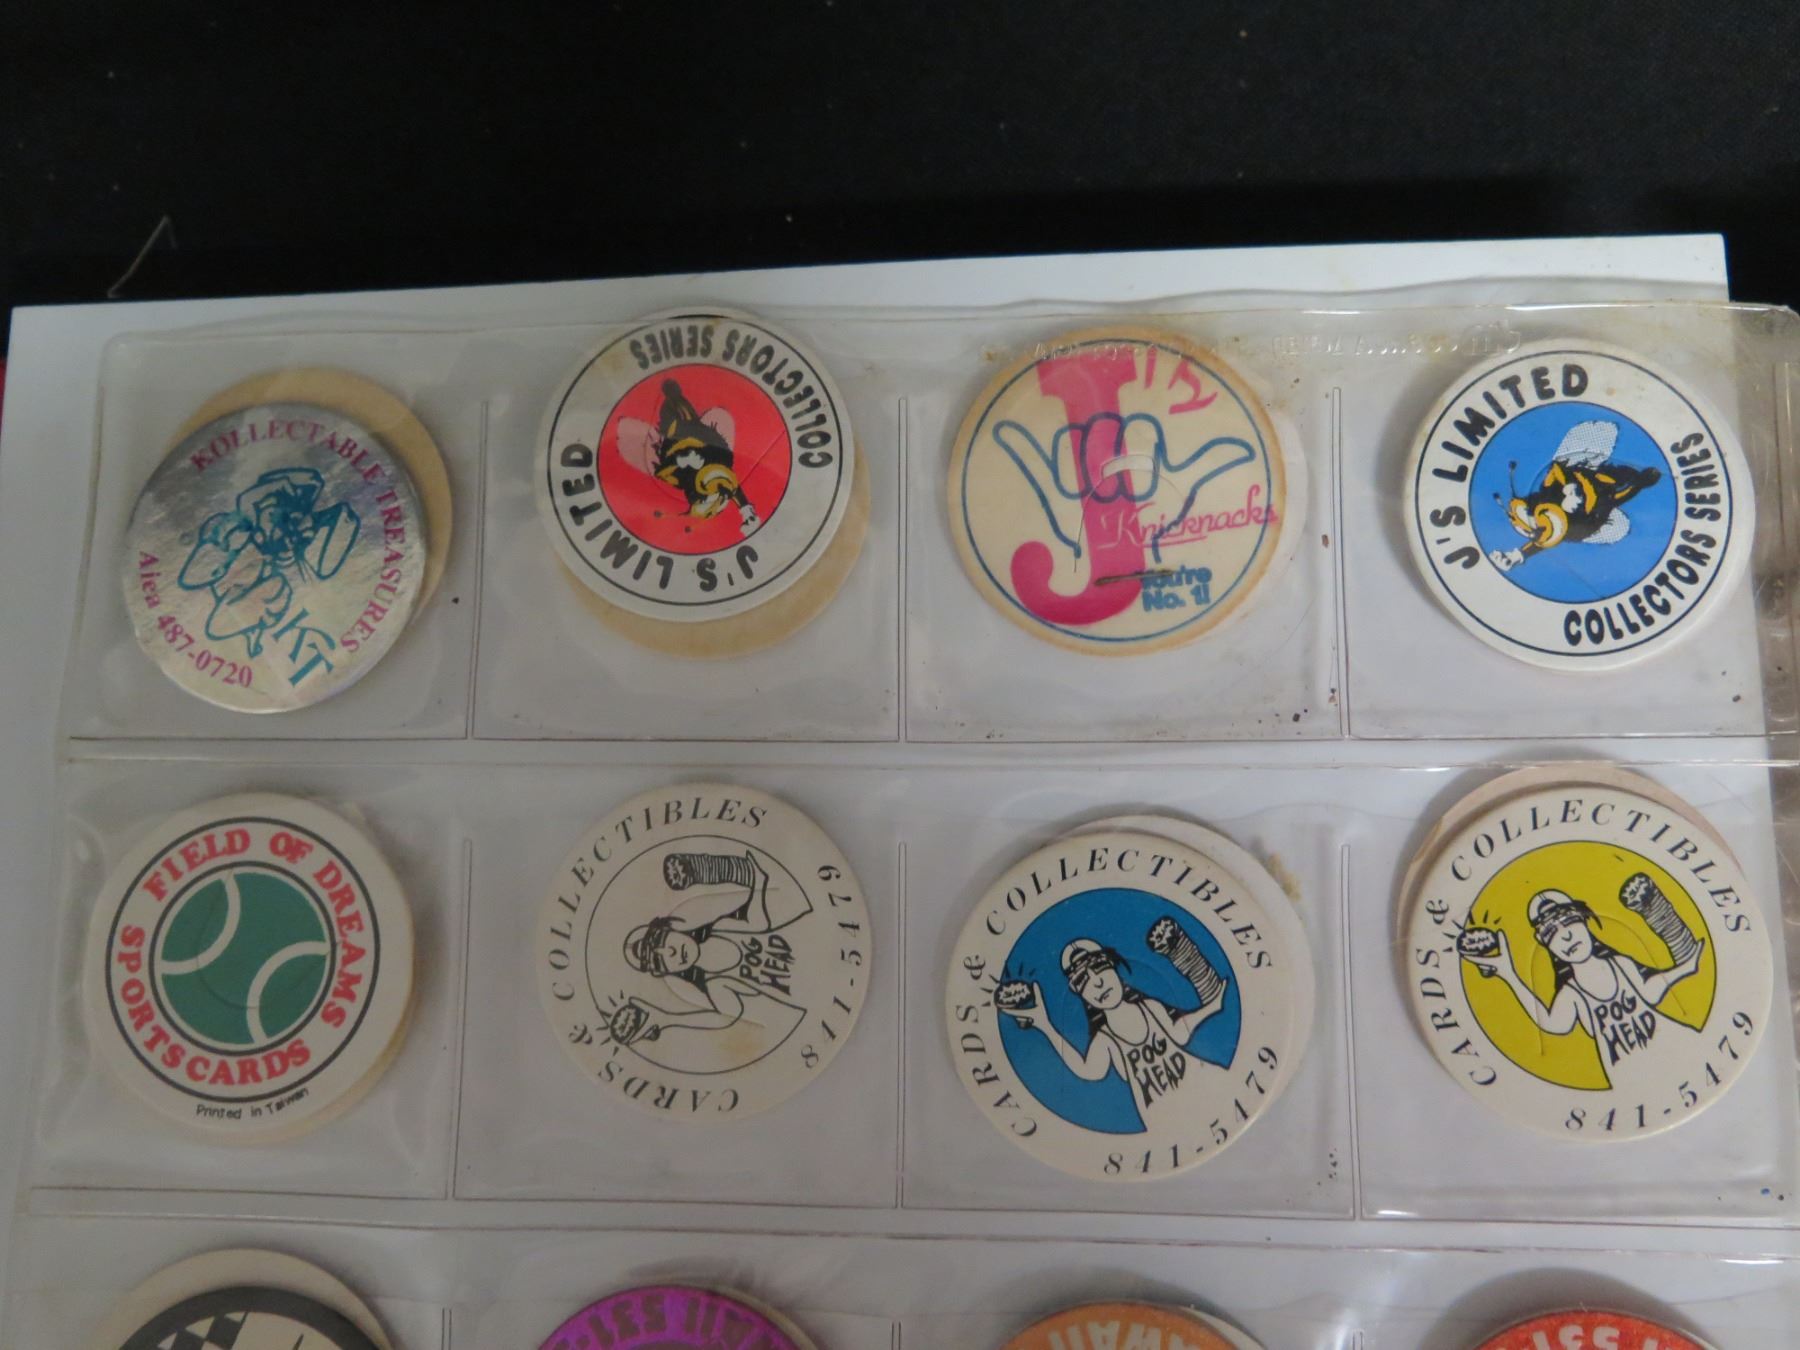 KOLLECTABLE TREASURES
KT
Aiea 487-0720
J'S LIMITED
COLLECTORS SERIES
J's
Knicknacks
You're
No. 1!
J'S LIMITED
COLLECTORS SERIES
FIELD OF DREAMS
SPORTSCARDS
Printed in Taiwan
CARDS & COLLECTIBLES
POG
HEAD
841-5479
CARDS & COLLECTIBLES
POG
HEAD
841-5479
CARDS & COLLECTIBLES
POG
HEAD
841-5479